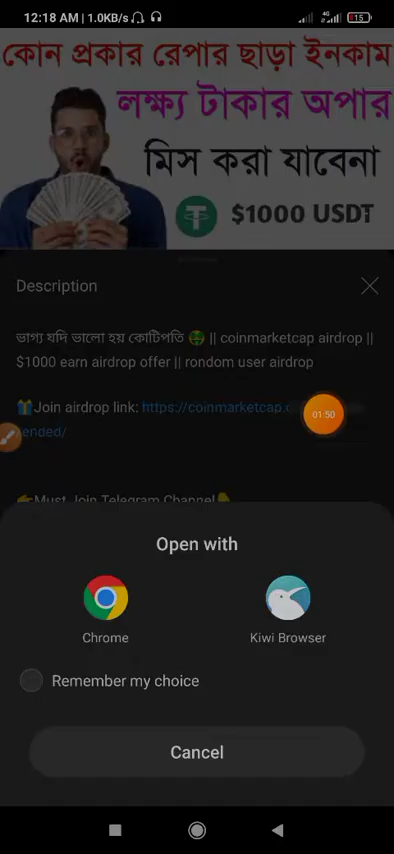 12:18 AM | 1.0KB/s
4G
15
কোন প্রকার রেপার ছাড়া ইনকাম
লক্ষ্য টাকার অপার
মিস করা যাবেনা
$1000 USDT
Description
ভাগ্য যদি ভালো হয় কোটিপতি 🤑 || coinmarketcap airdrop ||
$1000 earn airdrop offer || rondom user airdrop
🎁Join airdrop link: https://coinmarketcap.c
ended/
01:50
👉Must Join Telegram Channel👇
Open with
Chrome
Kiwi Browser
Remember my choice
Cancel